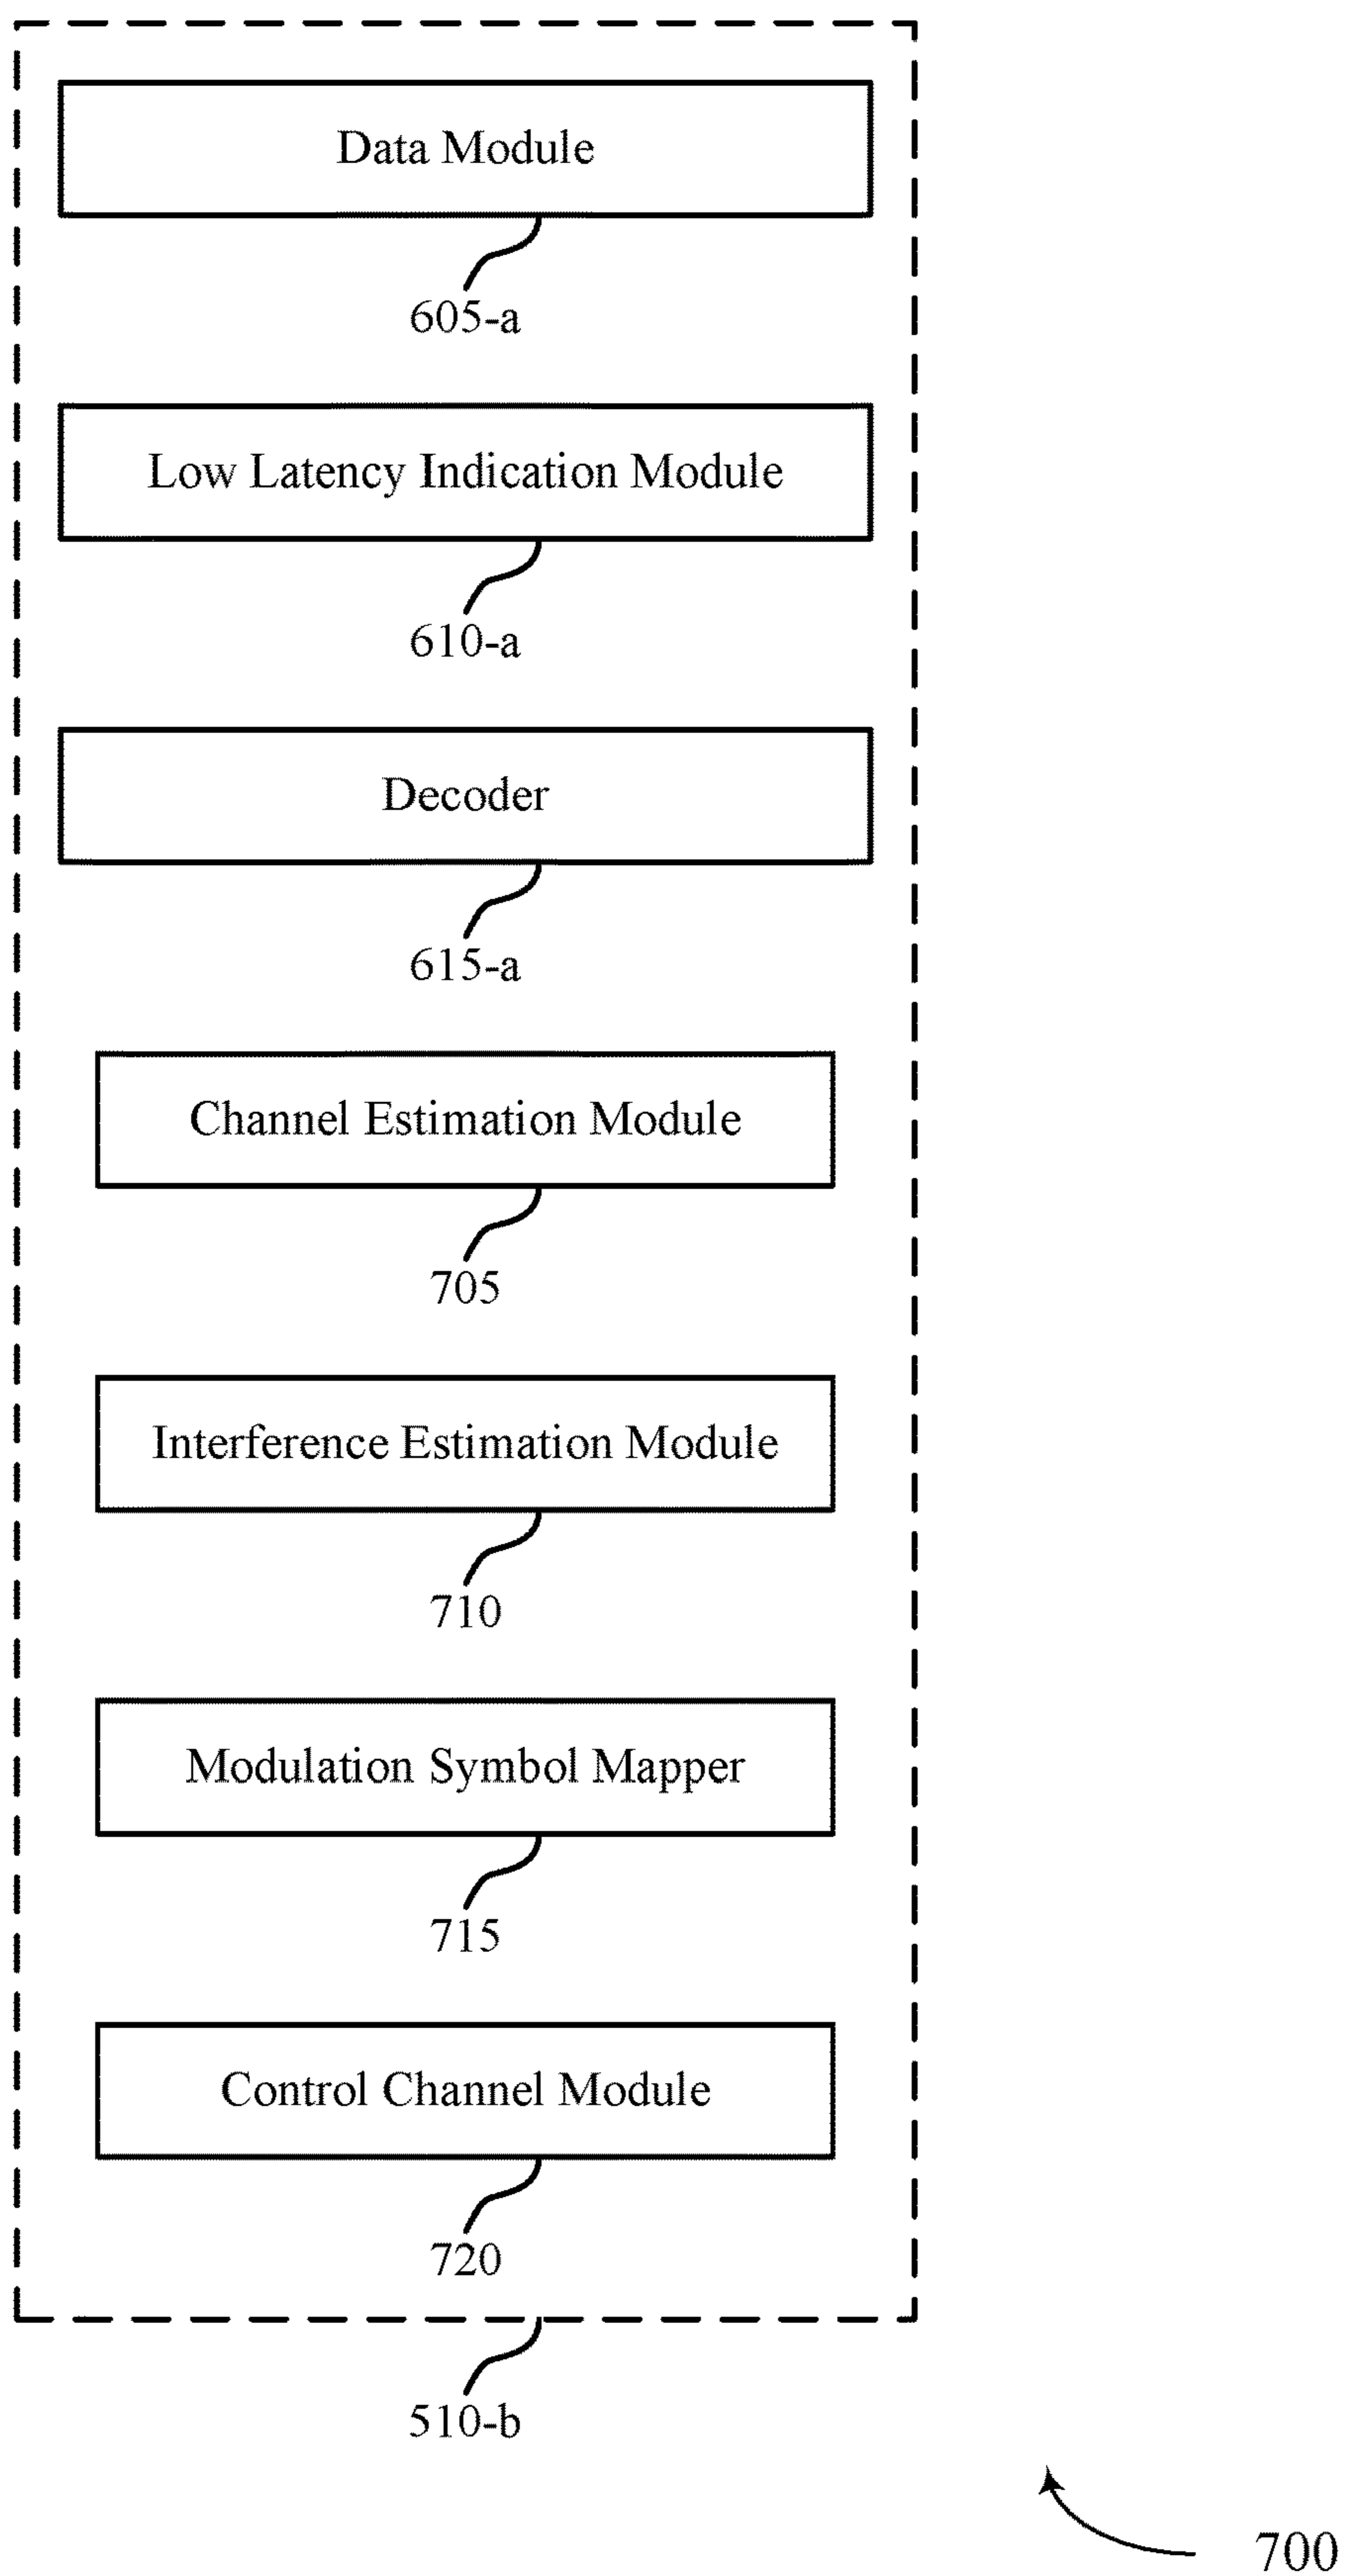 Data Module
605-a
Low Latency Indication Module
610-a
Decoder
615-a
Channel Estimation Module
705
Interference Estimation Module
710
Modulation Symbol Mapper
715
Control Channel Module
720
510-b
700